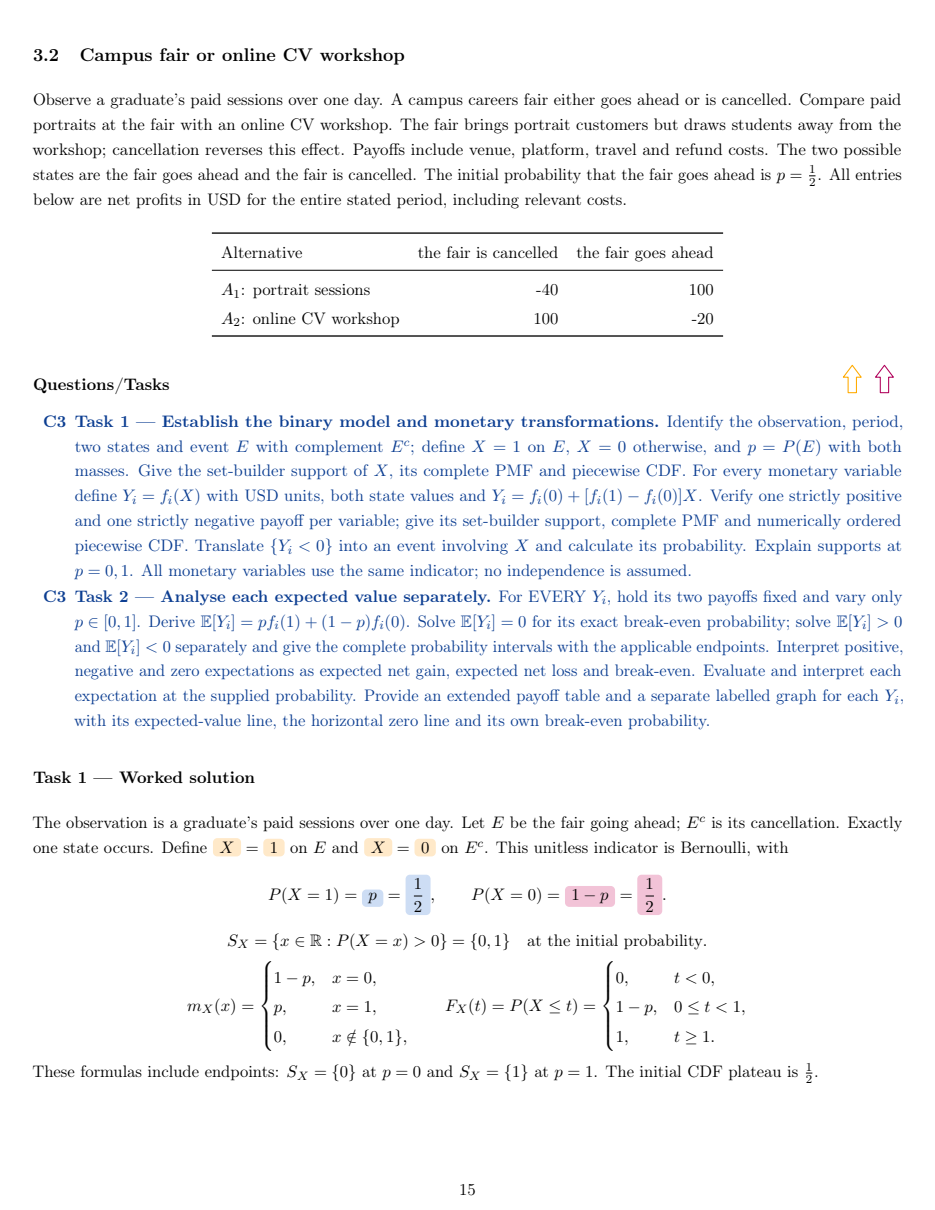 3.2 Campus fair or online CV workshop
Observe a graduate's paid sessions over one day. A campus careers fair either goes ahead or is cancelled. Compare paid
portraits at the fair with an online CV workshop. The fair brings portrait customers but draws students away from the
workshop; cancellation reverses this effect. Payoffs include venue, platform, travel and refund costs. The two possible
states are the fair goes ahead and the fair is cancelled. The initial probability that the fair goes ahead is p = 1/2. All entries
below are net profits in USD for the entire stated period, including relevant costs.
Alternative the fair is cancelled the fair goes ahead
A₁: portrait sessions -40 100
A₂: online CV workshop 100 -20
Questions/Tasks
C3 Task 1 — Establish the binary model and monetary transformations. Identify the observation, period,
two states and event E with complement Eᶜ; define X = 1 on E, X = 0 otherwise, and p = P(E) with both
masses. Give the set-builder support of X, its complete PMF and piecewise CDF. For every monetary variable
define Yᵢ = fᵢ(X) with USD units, both state values and Yᵢ = fᵢ(0) + [fᵢ(1) − fᵢ(0)]X. Verify one strictly positive
and one strictly negative payoff per variable; give its set-builder support, complete PMF and numerically ordered
piecewise CDF. Translate {Yᵢ < 0} into an event involving X and calculate its probability. Explain supports at
p = 0, 1. All monetary variables use the same indicator; no independence is assumed.
C3 Task 2 — Analyse each expected value separately. For EVERY Yᵢ, hold its two payoffs fixed and vary only
p ∈ [0, 1]. Derive 𝔼[Yᵢ] = pfᵢ(1) + (1 − p)fᵢ(0). Solve 𝔼[Yᵢ] = 0 for its exact break-even probability; solve 𝔼[Yᵢ] > 0
and 𝔼[Yᵢ] < 0 separately and give the complete probability intervals with the applicable endpoints. Interpret positive,
negative and zero expectations as expected net gain, expected net loss and break-even. Evaluate and interpret each
expectation at the supplied probability. Provide an extended payoff table and a separate labelled graph for each Yᵢ,
with its expected-value line, the horizontal zero line and its own break-even probability.
Task 1 — Worked solution
The observation is a graduate's paid sessions over one day. Let E be the fair going ahead; Eᶜ is its cancellation. Exactly
one state occurs. Define X = 1 on E and X = 0 on Eᶜ. This unitless indicator is Bernoulli, with
P(X = 1) = p = 1/2, P(X = 0) = 1 − p = 1/2.
S_X = {x ∈ ℝ : P(X = x) > 0} = {0, 1} at the initial probability.
m_X(x) = { 1 − p, x = 0, p, x = 1, 0, x ∉ {0, 1}, F_X(t) = P(X ≤ t) = { 0, t < 0, 1 − p, 0 ≤ t < 1, 1, t ≥ 1.
These formulas include endpoints: S_X = {0} at p = 0 and S_X = {1} at p = 1. The initial CDF plateau is 1/2.
15